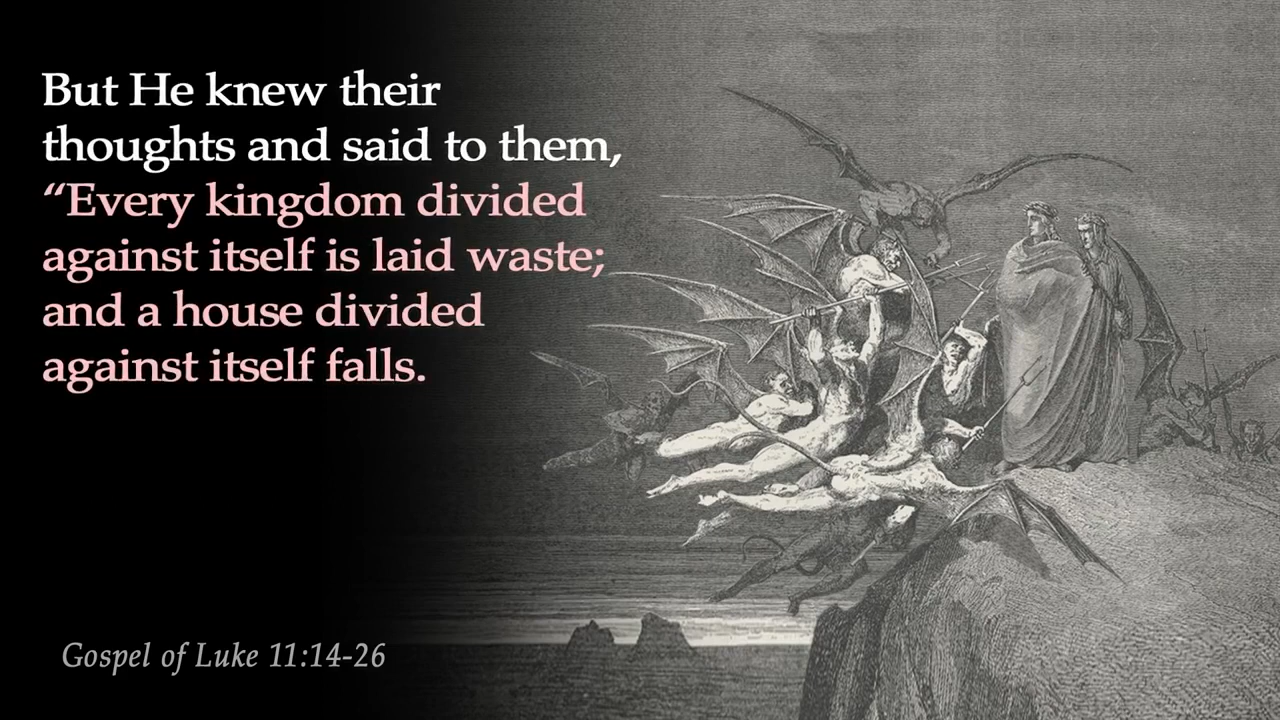 But He knew their
thoughts and said to them,
“Every kingdom divided
against itself is laid waste;
and a house divided
against itself falls.
Gospel of Luke 11:14-26